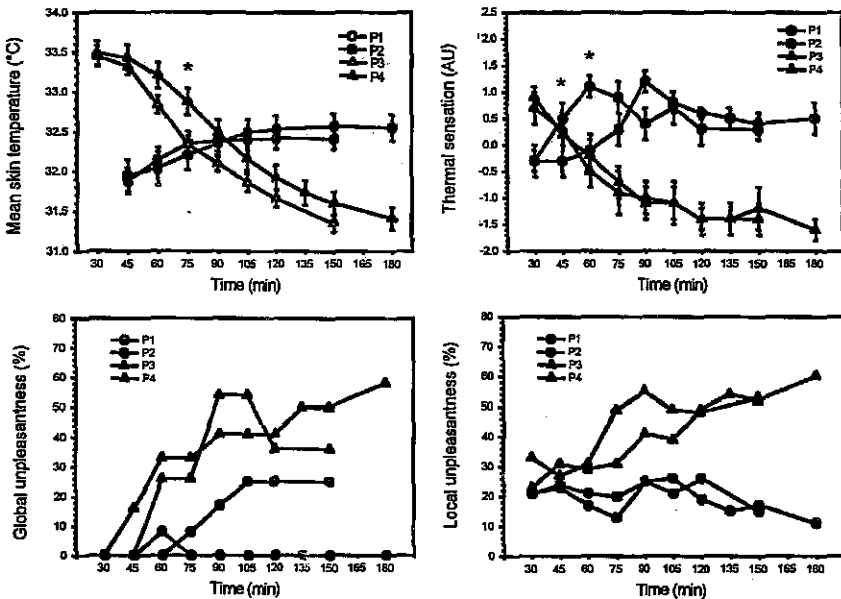 Mean skin temperature (°C)
34.0
33.5
33.0
32.5
32.0
31.5
31.0
*
P1
P2
P3
P4
30 45 60 75 90 105 120 135 150 165 180
Time (min)
Thermal sensation (AU)
2.5
2.0
1.5
1.0
0.5
0.0
-0.5
-1.0
-1.5
-2.0
* *
P1
P2
P3
P4
30 45 60 75 90 105 120 135 150 165 180
Time (min)
Global unpleasantness (%)
80
70
60
50
40
30
20
10
0
P1
P2
P3
P4
30 45 60 75 90 105 120 135 150 165 180
Time (min)
Local unpleasantness (%)
80
70
60
50
40
30
20
10
0
P1
P2
P3
P4
30 45 60 75 90 105 120 135 150 165 180
Time (min)